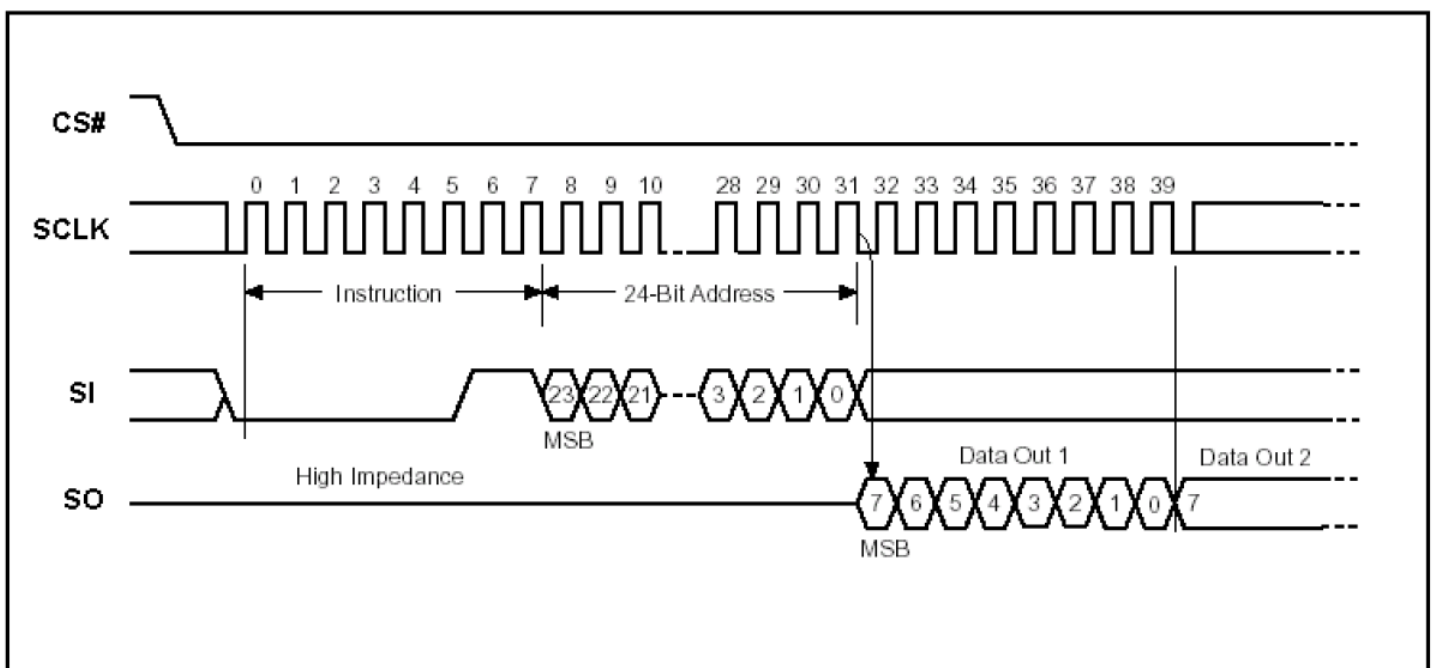 CS#
0 1 2 3 4 5 6 7 8 9 10 28 29 30 31 32 33 34 35 36 37 38 39
SCLK
Instruction 24-Bit Address
SI 23 22 21 3 2 1 0
MSB
High Impedance Data Out 1 Data Out 2
SO 7 6 5 4 3 2 1 0 7
MSB